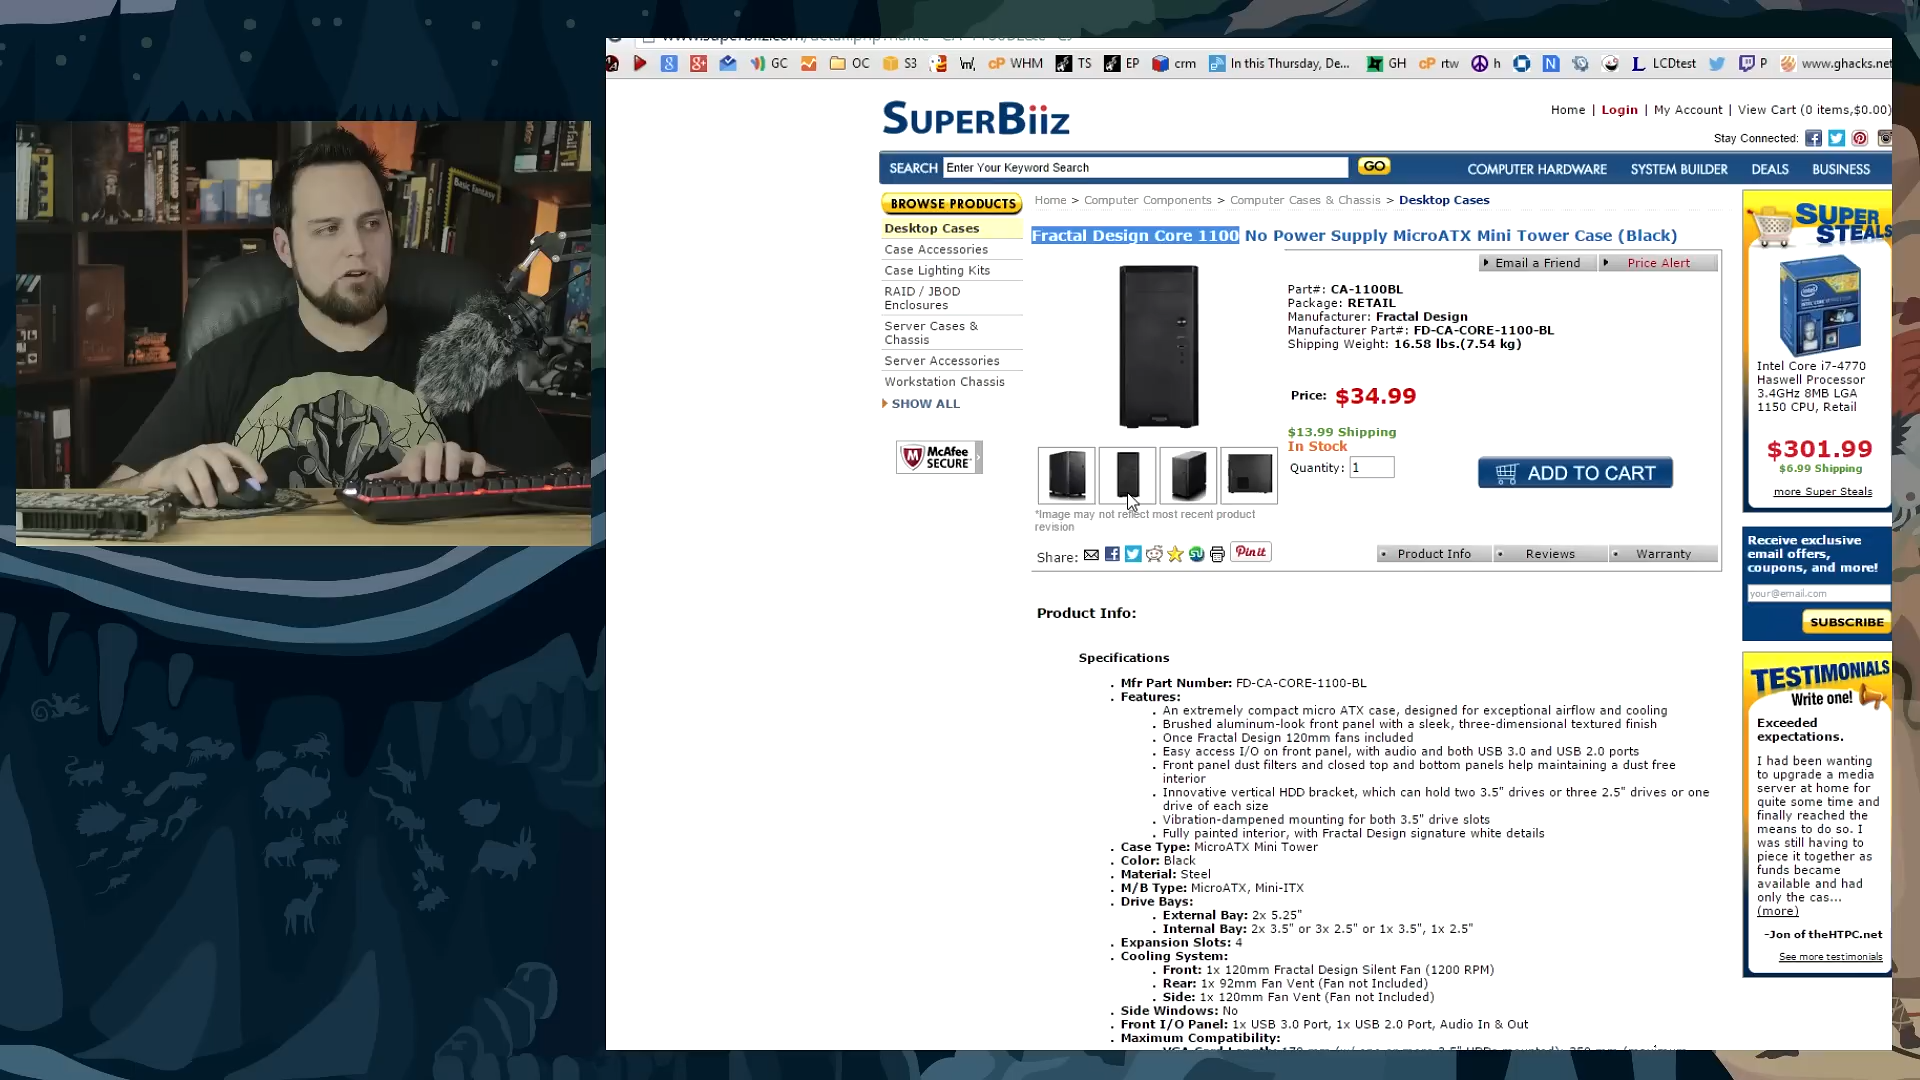 GC
OC
S3
WHM
TS
EP
crm
In this Thursday, De...
GH
rtw
h
LCDtest
P
www.ghacks.net
SUPERBiiz
Home | Login | My Account | View Cart (0 items,$0.00)
Stay Connected:
SEARCH Enter Your Keyword Search GO
COMPUTER HARDWARE SYSTEM BUILDER DEALS BUSINESS
BROWSE PRODUCTS
Desktop Cases
Case Accessories
Case Lighting Kits
RAID / JBOD
Enclosures
Server Cases &
Chassis
Server Accessories
Workstation Chassis
SHOW ALL
McAfee
SECURE
Home > Computer Components > Computer Cases & Chassis > Desktop Cases
Fractal Design Core 1100 No Power Supply MicroATX Mini Tower Case (Black)
Email a Friend
Price Alert
Part#: CA-1100BL
Package: RETAIL
Manufacturer: Fractal Design
Manufacturer Part#: FD-CA-CORE-1100-BL
Shipping Weight: 16.58 lbs.(7.54 kg)
Price: $34.99
$13.99 Shipping
In Stock
Quantity: 1
ADD TO CART
*Image may not reflect most recent product
revision
Share:
Pinit
Product Info
Reviews
Warranty
Product Info:
Specifications
. Mfr Part Number: FD-CA-CORE-1100-BL
. Features:
. An extremely compact micro ATX case, designed for exceptional airflow and cooling
. Brushed aluminum-look front panel with a sleek, three-dimensional textured finish
. Once Fractal Design 120mm fans included
. Easy access I/O on front panel, with audio and both USB 3.0 and USB 2.0 ports
. Front panel dust filters and closed top and bottom panels help maintaining a dust free
interior
. Innovative vertical HDD bracket, which can hold two 3.5" drives or three 2.5" drives or one
drive of each size
. Vibration-dampened mounting for both 3.5" drive slots
. Fully painted interior, with Fractal Design signature white details
. Case Type: MicroATX Mini Tower
. Color: Black
. Material: Steel
. M/B Type: MicroATX, Mini-ITX
. Drive Bays:
. External Bay: 2x 5.25"
. Internal Bay: 2x 3.5" or 3x 2.5" or 1x 3.5", 1x 2.5"
. Expansion Slots: 4
. Cooling System:
. Front: 1x 120mm Fractal Design Silent Fan (1200 RPM)
. Rear: 1x 92mm Fan Vent (Fan not Included)
. Side: 1x 120mm Fan Vent (Fan not Included)
. Side Windows: No
. Front I/O Panel: 1x USB 3.0 Port, 1x USB 2.0 Port, Audio In & Out
. Maximum Compatibility:
SUPER
STEALS
Intel Core i7-4770
Haswell Processor
3.4GHz 8MB LGA
1150 CPU, Retail
$301.99
$6.99 Shipping
more Super Steals
Receive exclusive
email offers,
coupons, and more!
your@email.com
SUBSCRIBE
TESTIMONIALS
Write one!
Exceeded
expectations.
I had been wanting
to upgrade a media
server at home for
quite some time and
finally reached the
means to do so. I
was still having to
piece it together as
funds became
available and had
only the cas...
(more)
-Jon of theHTPC.net
See more testimonials
Basic Fantasy